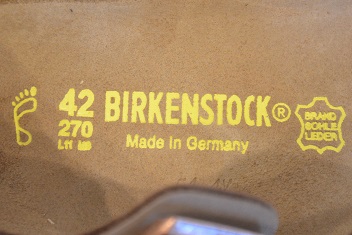 42 BIRKENSTOCK®
270
Made in Germany
BRAND
SOHLE
LEDER